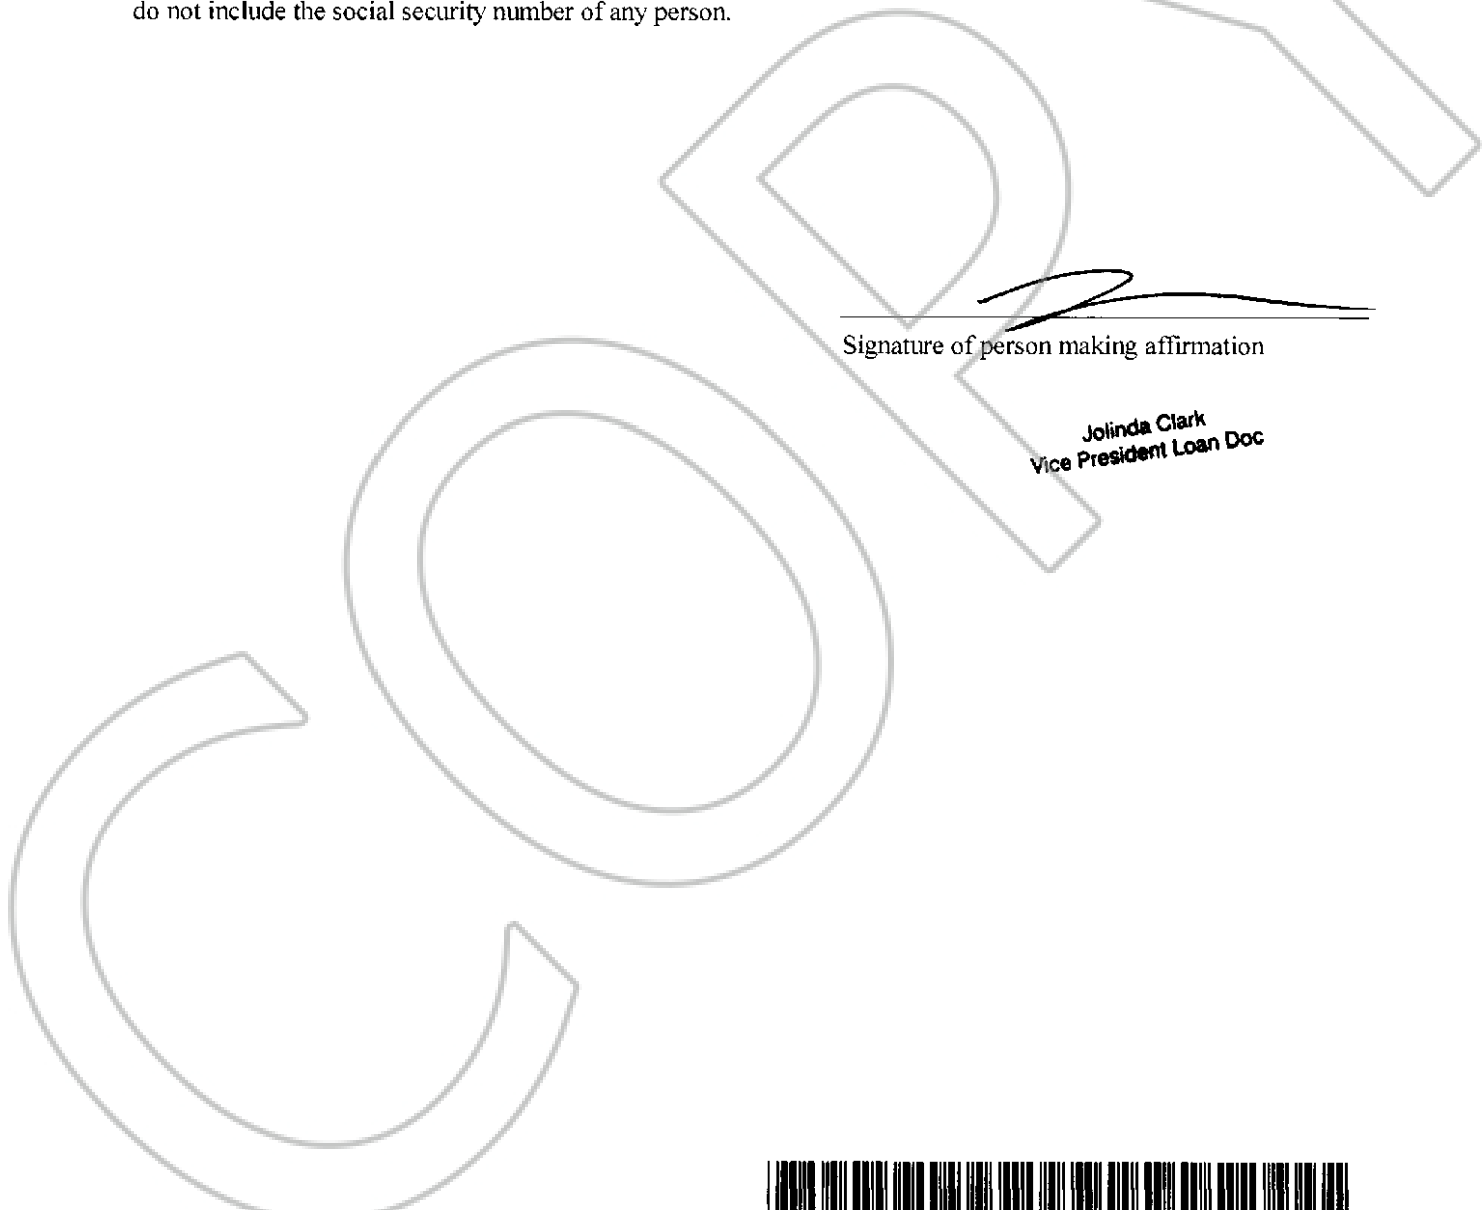 do not include the social security number of any person.
Signature of person making affirmation
Jolinda Clark
Vice President Loan Doc
COPY